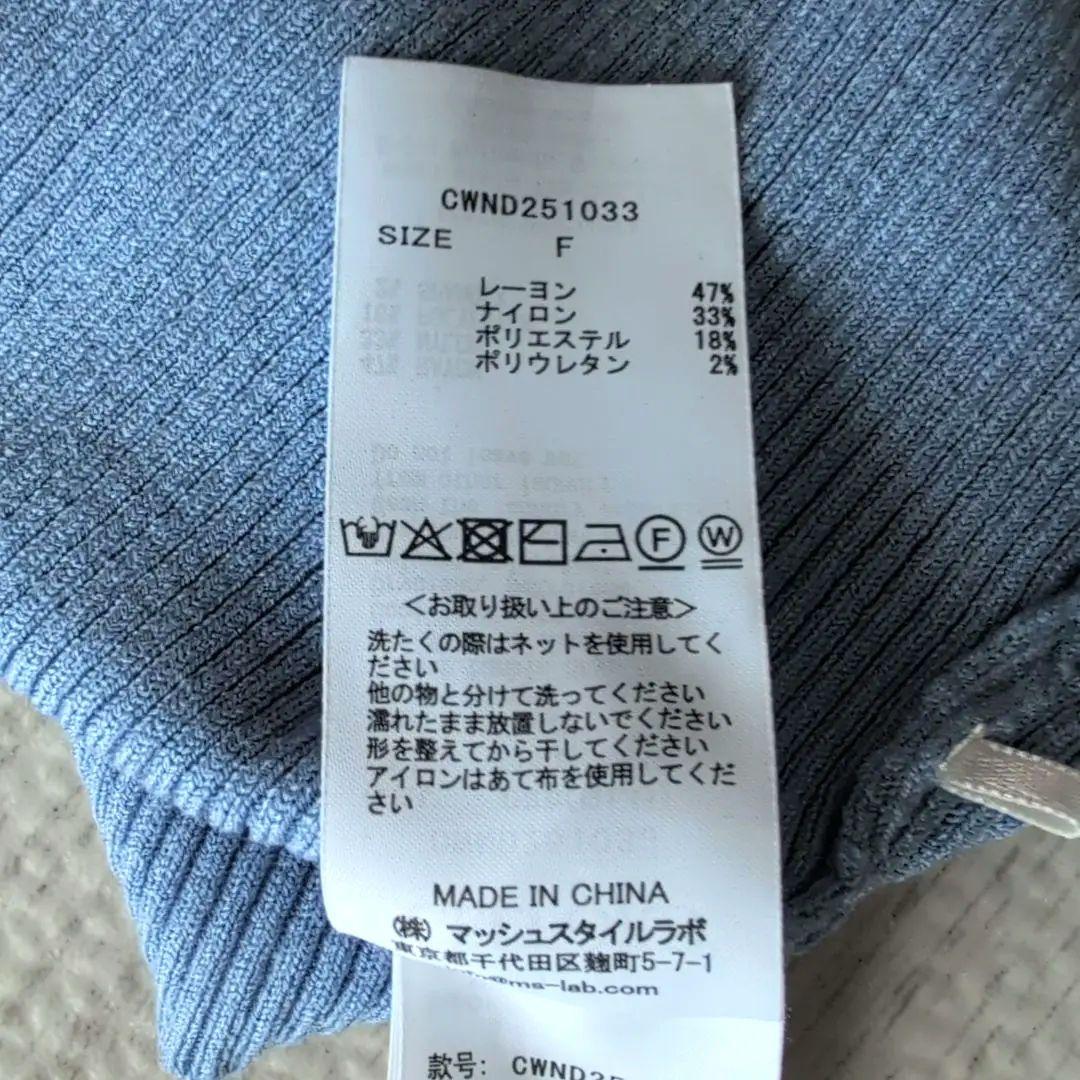 CWND251033
SIZE F
レーヨン 47%
ナイロン 33%
ポリエステル 18%
ポリウレタン 2%
F W
<お取り扱い上のご注意>
洗たくの際はネットを使用してく
ださい
他の物と分けて洗ってください
濡れたまま放置しないでください
形を整えてから干してください
アイロンはあて布を使用してくだ
さい
MADE IN CHINA
(株) マッシュスタイルラボ
東京都千代田区麹町5-7-1
@ms-lab.com
款号: CWND25